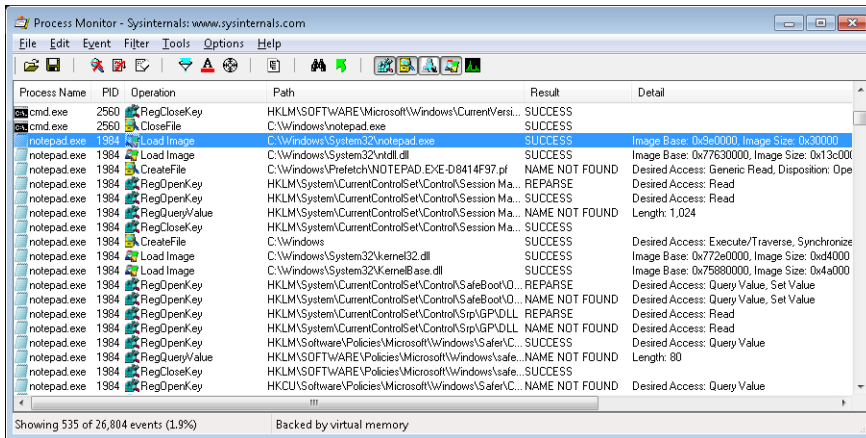 Process Monitor - Sysinternals: www.sysinternals.com
File Edit Event Filter Tools Options Help
Process Name PID Operation Path Result Detail
cmd.exe 2560 RegCloseKey HKLM\SOFTWARE\Microsoft\Windows\CurrentVersi... SUCCESS
cmd.exe 2560 CloseFile C:\Windows\notepad.exe SUCCESS
notepad.exe 1984 Load Image C:\Windows\System32\notepad.exe SUCCESS Image Base: 0x9e0000, Image Size: 0x30000
notepad.exe 1984 Load Image C:\Windows\System32\ntdll.dll SUCCESS Image Base: 0x77630000, Image Size: 0x13c00
notepad.exe 1984 CreateFile C:\Windows\Prefetch\NOTEPAD.EXE-D8414F97.pf NAME NOT FOUND Desired Access: Generic Read, Disposition: Ope
notepad.exe 1984 RegOpenKey HKLM\System\CurrentControlSet\Control\Session Ma... REPARSE Desired Access: Read
notepad.exe 1984 RegOpenKey HKLM\System\CurrentControlSet\Control\Session Ma... SUCCESS Desired Access: Read
notepad.exe 1984 RegQueryValue HKLM\System\CurrentControlSet\Control\Session Ma... NAME NOT FOUND Length: 1,024
notepad.exe 1984 RegCloseKey HKLM\System\CurrentControlSet\Control\Session Ma... SUCCESS
notepad.exe 1984 CreateFile C:\Windows SUCCESS Desired Access: Execute/Traverse, Synchronize
notepad.exe 1984 Load Image C:\Windows\System32\kernel32.dll SUCCESS Image Base: 0x772e0000, Image Size: 0xd4000
notepad.exe 1984 Load Image C:\Windows\System32\KernelBase.dll SUCCESS Image Base: 0x75880000, Image Size: 0x4a000
notepad.exe 1984 RegOpenKey HKLM\System\CurrentControlSet\Control\SafeBoot\O... REPARSE Desired Access: Query Value, Set Value
notepad.exe 1984 RegOpenKey HKLM\System\CurrentControlSet\Control\SafeBoot\O... NAME NOT FOUND Desired Access: Query Value, Set Value
notepad.exe 1984 RegOpenKey HKLM\System\CurrentControlSet\Control\Srp\GP\DLL REPARSE Desired Access: Read
notepad.exe 1984 RegOpenKey HKLM\System\CurrentControlSet\Control\Srp\GP\DLL NAME NOT FOUND Desired Access: Read
notepad.exe 1984 RegOpenKey HKLM\Software\Policies\Microsoft\Windows\Safer\C... SUCCESS Desired Access: Query Value
notepad.exe 1984 RegQueryValue HKLM\SOFTWARE\Policies\Microsoft\Windows\safe... NAME NOT FOUND Length: 80
notepad.exe 1984 RegCloseKey HKLM\SOFTWARE\Policies\Microsoft\Windows\safe... SUCCESS
notepad.exe 1984 RegOpenKey HKCU\Software\Policies\Microsoft\Windows\Safer\C... NAME NOT FOUND Desired Access: Query Value
Showing 535 of 26,804 events (1.9%) Backed by virtual memory